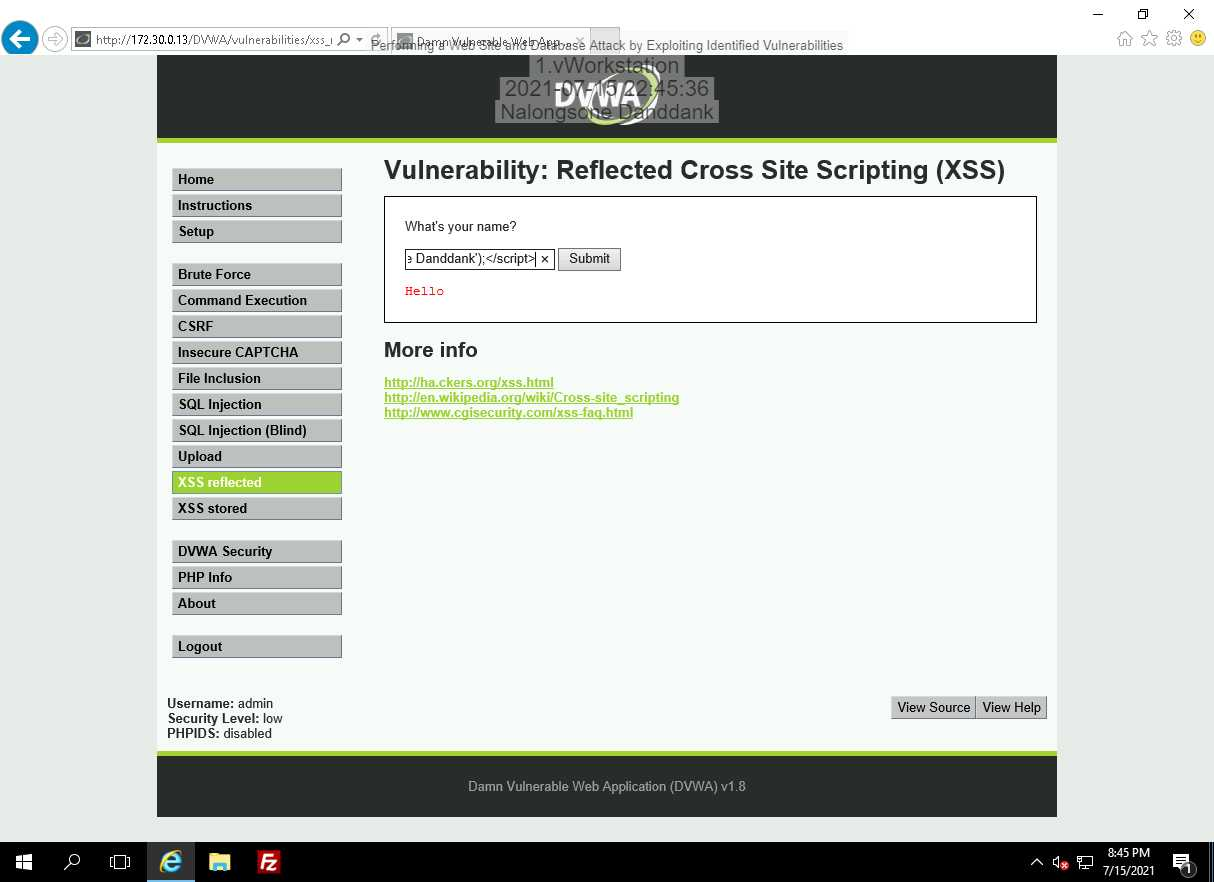 http://172.30.0.13/DVWA/vulnerabilities/xss_
Damn Vulnerable Web App...
Performing a Web Site and Database Attack by Exploiting Identified Vulnerabilities
1.vWorkstation
2021-07-15 22:45:36
Nalongsone Danddank
DVWA
Home
Instructions
Setup
Brute Force
Command Execution
CSRF
Insecure CAPTCHA
File Inclusion
SQL Injection
SQL Injection (Blind)
Upload
XSS reflected
XSS stored
DVWA Security
PHP Info
About
Logout
Vulnerability: Reflected Cross Site Scripting (XSS)
What's your name?
e Danddank');</script> × Submit
Hello
More info
http://ha.ckers.org/xss.html
http://en.wikipedia.org/wiki/Cross-site_scripting
http://www.cgisecurity.com/xss-faq.html
Username: admin
Security Level: low
PHPIDS: disabled
View Source View Help
Damn Vulnerable Web Application (DVWA) v1.8
Fz
8:45 PM
7/15/2021
1